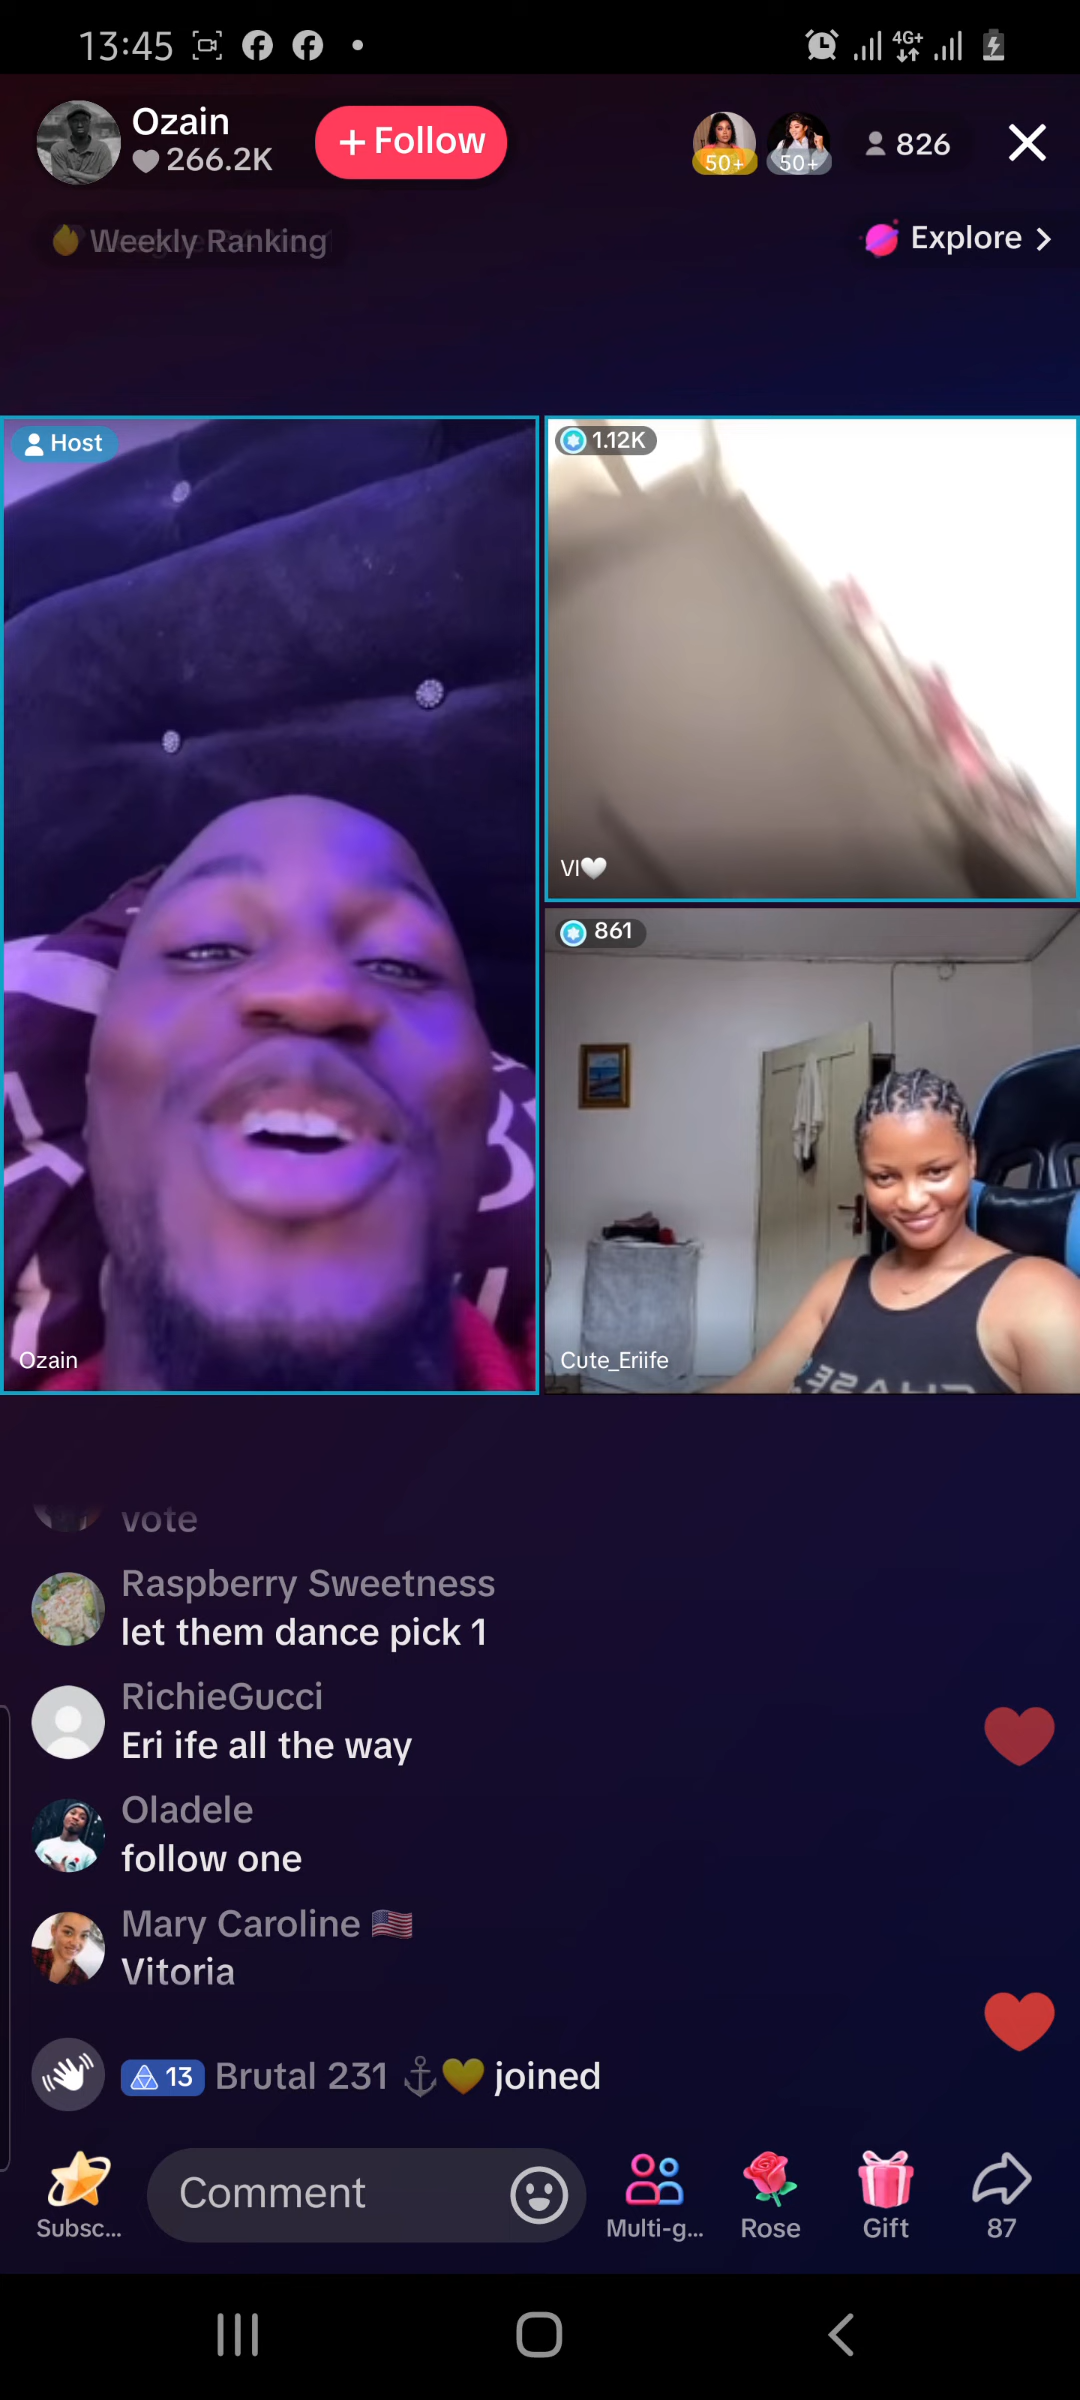 13:45
4G+
Ozain
266.2K
+ Follow
50+
50+
826
Weekly Ranking
Explore >
Host
1.12K
VI🤍
861
Ozain
Cute_Eriife
vote
Raspberry Sweetness
let them dance pick 1
RichieGucci
Eri ife all the way
Oladele
follow one
Mary Caroline 🇺🇸
Vitoria
13 Brutal 231 ⚓💛 joined
Subsc...
Comment
Multi-g...
Rose
Gift
87